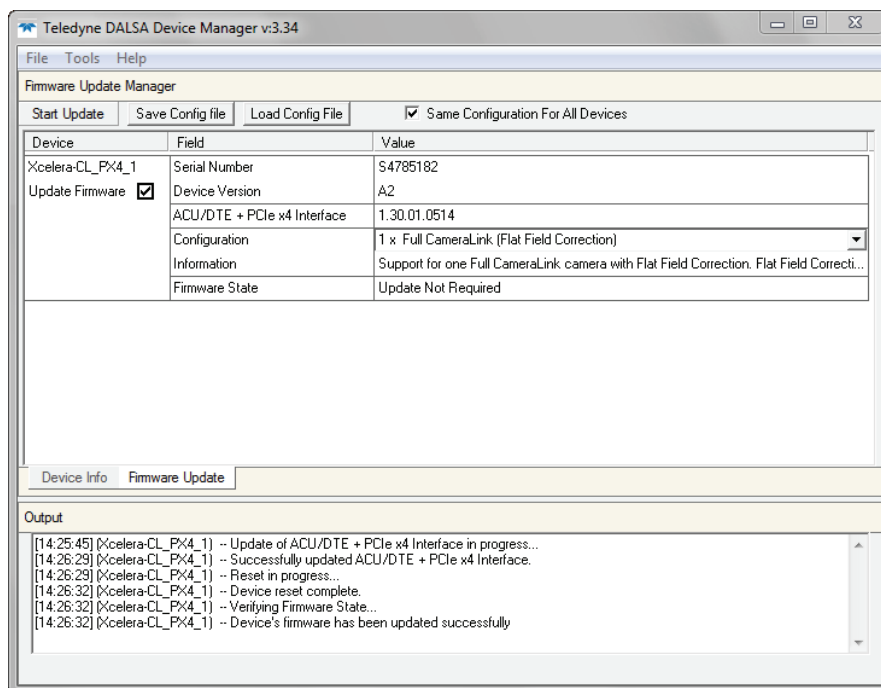 Teledyne DALSA Device Manager v:3.34
File Tools Help
Firmware Update Manager
Start Update Save Config file Load Config File Same Configuration For All Devices
Device Field Value
Xcelera-CL_PX4_1 Serial Number S4785182
Update Firmware Device Version A2
ACU/DTE + PCIe x4 Interface 1.30.01.0514
Configuration 1 x Full CameraLink (Flat Field Correction)
Information Support for one Full CameraLink camera with Flat Field Correction. Flat Field Correcti...
Firmware State Update Not Required
Device Info Firmware Update
Output
[14:25:45] (Xcelera-CL_PX4_1) -- Update of ACU/DTE + PCIe x4 Interface in progress...
[14:26:29] (Xcelera-CL_PX4_1) -- Successfully updated ACU/DTE + PCIe x4 Interface.
[14:26:29] (Xcelera-CL_PX4_1) -- Reset in progress...
[14:26:32] (Xcelera-CL_PX4_1) -- Device reset complete.
[14:26:32] (Xcelera-CL_PX4_1) -- Verifying Firmware State...
[14:26:32] (Xcelera-CL_PX4_1) -- Device's firmware has been updated successfully